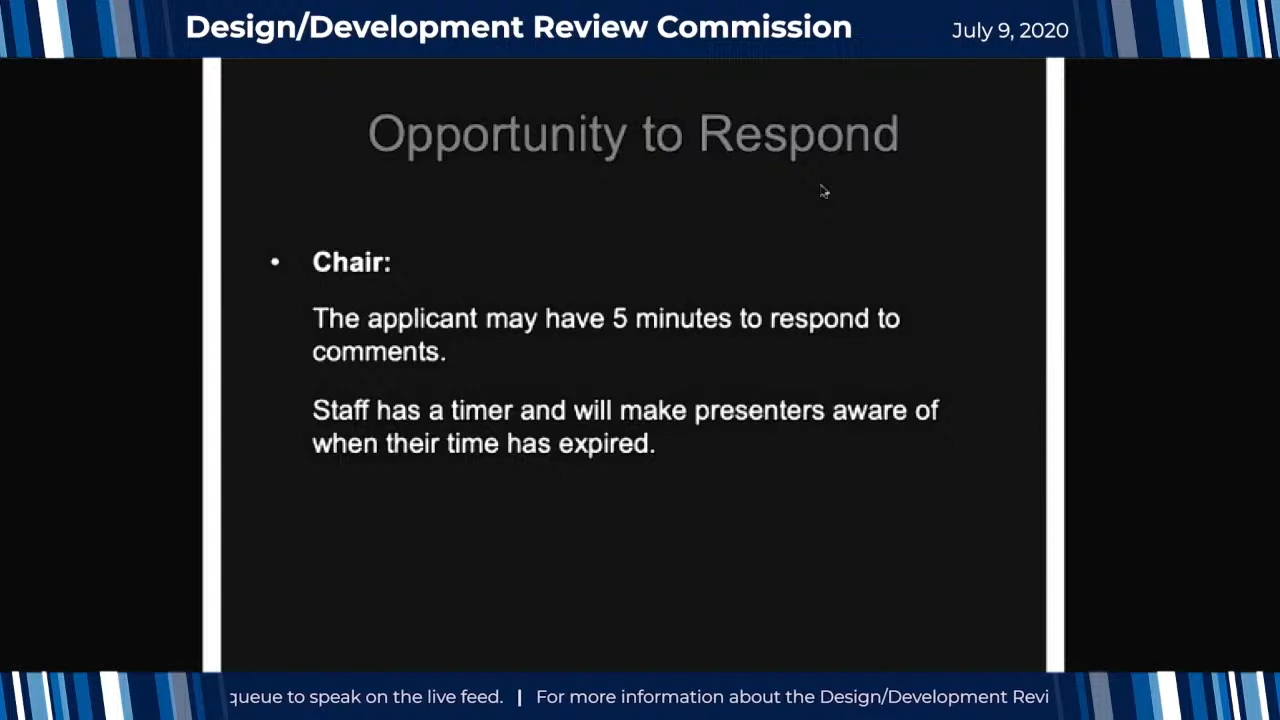 Design/Development Review Commission
July 9, 2020
Opportunity to Respond
• Chair:
The applicant may have 5 minutes to respond to
comments.
Staff has a timer and will make presenters aware of
when their time has expired.
queue to speak on the live feed. | For more information about the Design/Development Revi